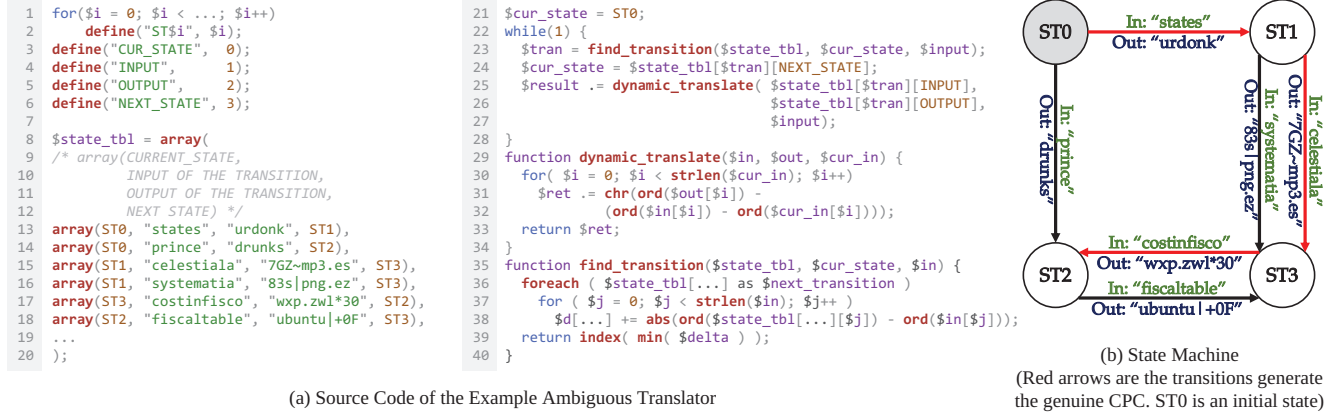 1 for($i = 0; $i < ...; $i++)
2 define("ST$i", $i);
3 define("CUR_STATE", 0);
4 define("INPUT", 1);
5 define("OUTPUT", 2);
6 define("NEXT_STATE", 3);
7
8 $state_tbl = array(
9 /* array(CURRENT_STATE,
10 INPUT OF THE TRANSITION,
11 OUTPUT OF THE TRANSITION,
12 NEXT STATE) */
13 array(ST0, "states", "urdonk", ST1),
14 array(ST0, "prince", "drunks", ST2),
15 array(ST1, "celestiala", "7GZ~mp3.es", ST3),
16 array(ST1, "systematia", "83s|png.ez", ST3),
17 array(ST3, "costinfisco", "wxp.zwl*30", ST2),
18 array(ST2, "fiscaltable", "ubuntu|+0F", ST3),
19 ...
20 );
21 $cur_state = ST0;
22 while(1) {
23 $tran = find_transition($state_tbl, $cur_state, $input);
24 $cur_state = $state_tbl[$tran][NEXT_STATE];
25 $result .= dynamic_translate( $state_tbl[$tran][INPUT],
26 $state_tbl[$tran][OUTPUT],
27 $input);
28 }
29 function dynamic_translate($in, $out, $cur_in) {
30 for( $i = 0; $i < strlen($cur_in); $i++)
31 $ret .= chr(ord($out[$i]) -
32 (ord($in[$i]) - ord($cur_in[$i])));
33 return $ret;
34 }
35 function find_transition($state_tbl, $cur_state, $in) {
36 foreach ( $state_tbl[...] as $next_transition )
37 for ( $j = 0; $j < strlen($in); $j++ )
38 $d[...] += abs(ord($state_tbl[...][$j]) - ord($in[$j]));
39 return index( min( $delta ) );
40 }
(a) Source Code of the Example Ambiguous Translator
ST0
In: “states”
Out: “urdonk”
ST1
In: “prince”
Out: “drunks”
In: “systematia”
Out: “83s|png.ez”
In: “celestiala”
Out: “7GZ~mp3.es”
ST2
In: “costinfisco”
Out: “wxp.zwl*30”
ST3
In: “fiscaltable”
Out: “ubuntu|+0F”
(b) State Machine
(Red arrows are the transitions generate
the genuine CPC. ST0 is an initial state)